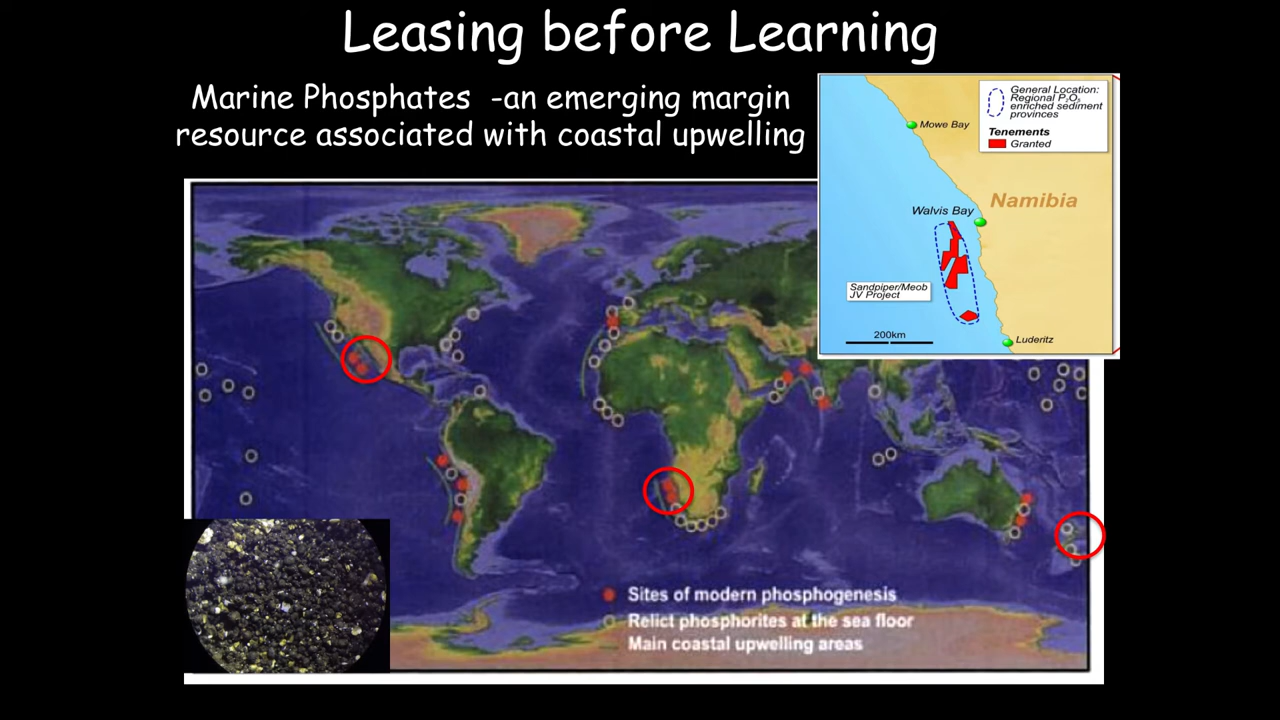 Leasing before Learning
Marine Phosphates -an emerging margin
resource associated with coastal upwelling
General Location:
Regional P₂O₅
enriched sediment
provinces
Tenements
Granted
Mowe Bay
Namibia
Walvis Bay
Sandpiper/Meob
JV Project
200km
Luderitz
Sites of modern phosphogenesis
Relict phosphorites at the sea floor
Main coastal upwelling areas